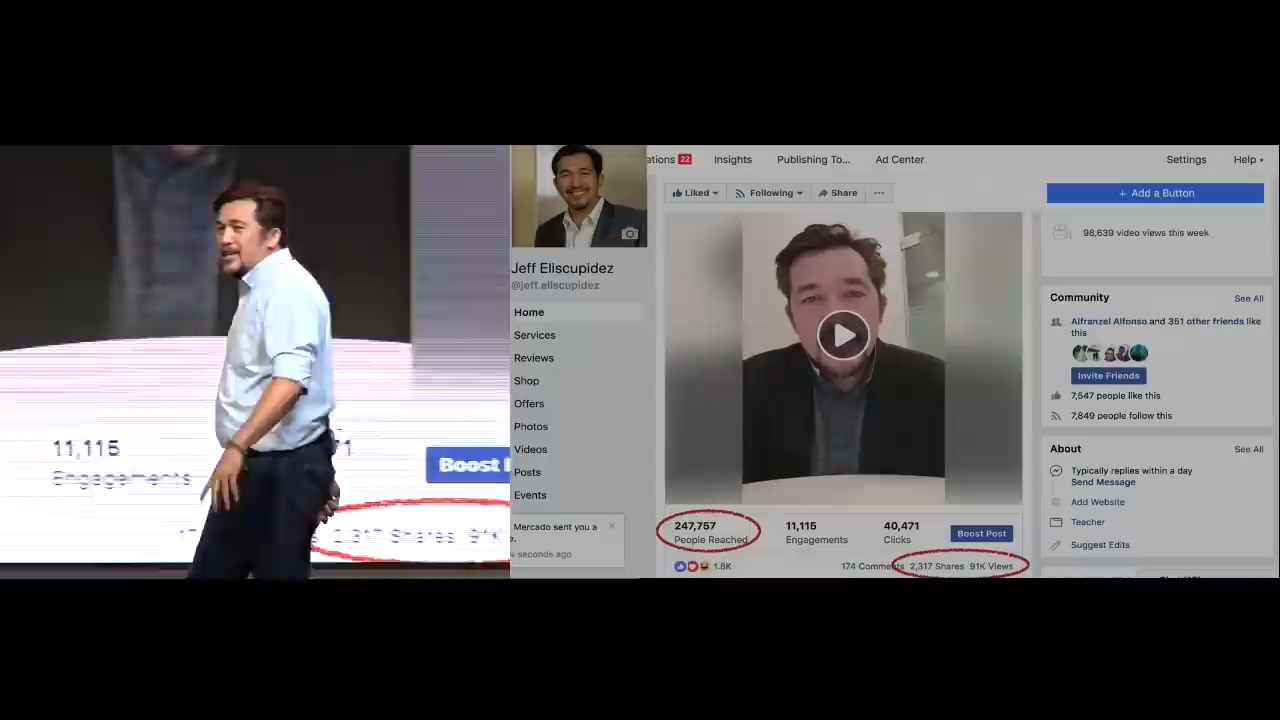 11,115
71
Boost
Engagements
2,317 Shares 91K
Jeff Eliscupidez
@jeff.eliscupidez
Home
Services
Reviews
Shop
Offers
Photos
Videos
Posts
Events
Mercado sent you a
seconds ago
22 Insights Publishing To... Ad Center Settings Help
Liked Following Share ...
+ Add a Button
98,639 video views this week
Community See All
Alfranzel Alfonso and 351 other friends like
this
Invite Friends
7,547 people like this
7,849 people follow this
About See All
Typically replies within a day
Send Message
Add Website
Teacher
Suggest Edits
247,757 11,115 40,471
People Reached Engagements Clicks Boost Post
1.8K 174 Comments 2,317 Shares 91K Views